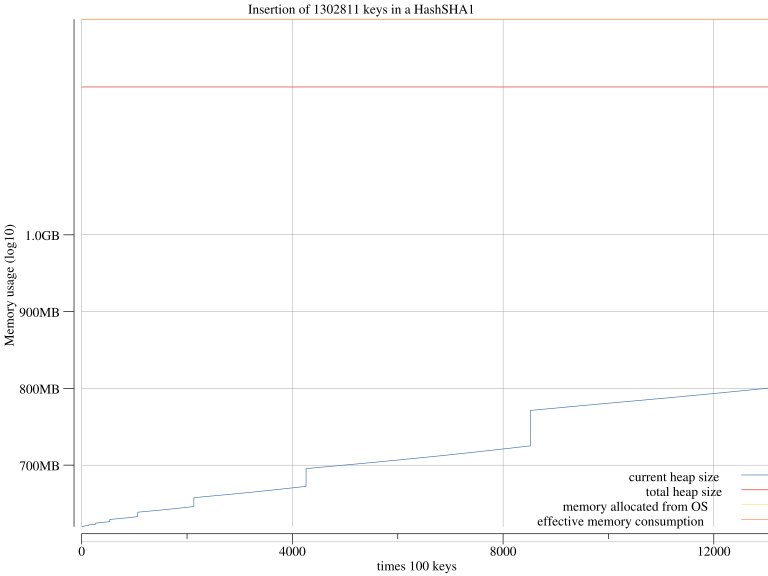 Insertion of 1302811 keys in a HashSHA1
Memory usage (log10)
1.0GB
900MB
800MB
700MB
current heap size
total heap size
memory allocated from OS
effective memory consumption
0 4000 8000 12000
times 100 keys